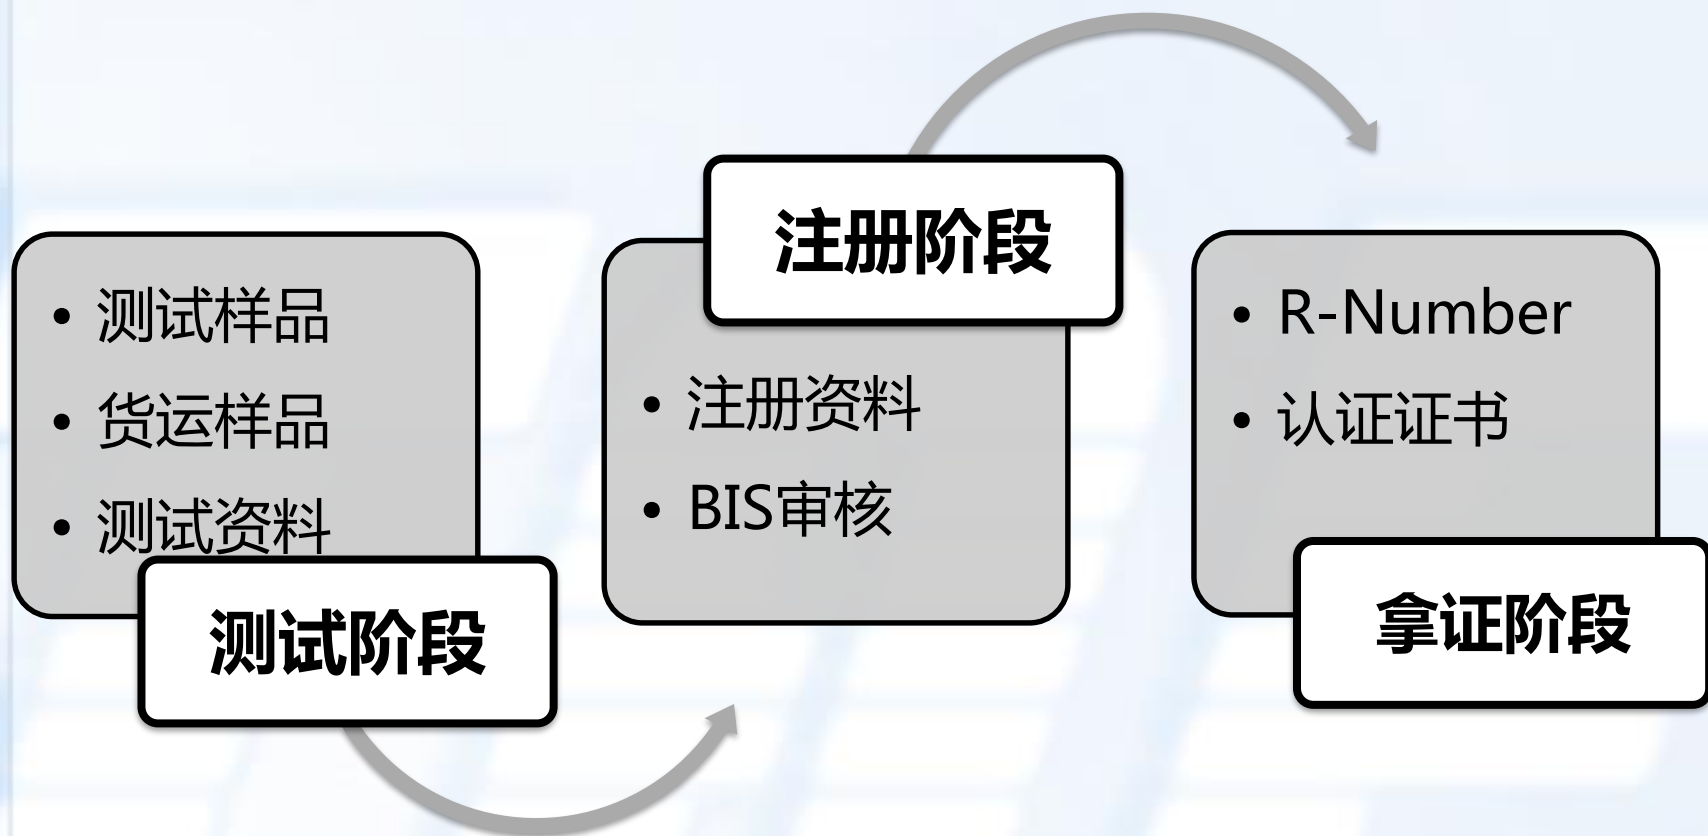 测试样品
货运样品
测试资料
测试阶段
注册阶段
注册资料
BIS审核
R-Number
认证证书
拿证阶段